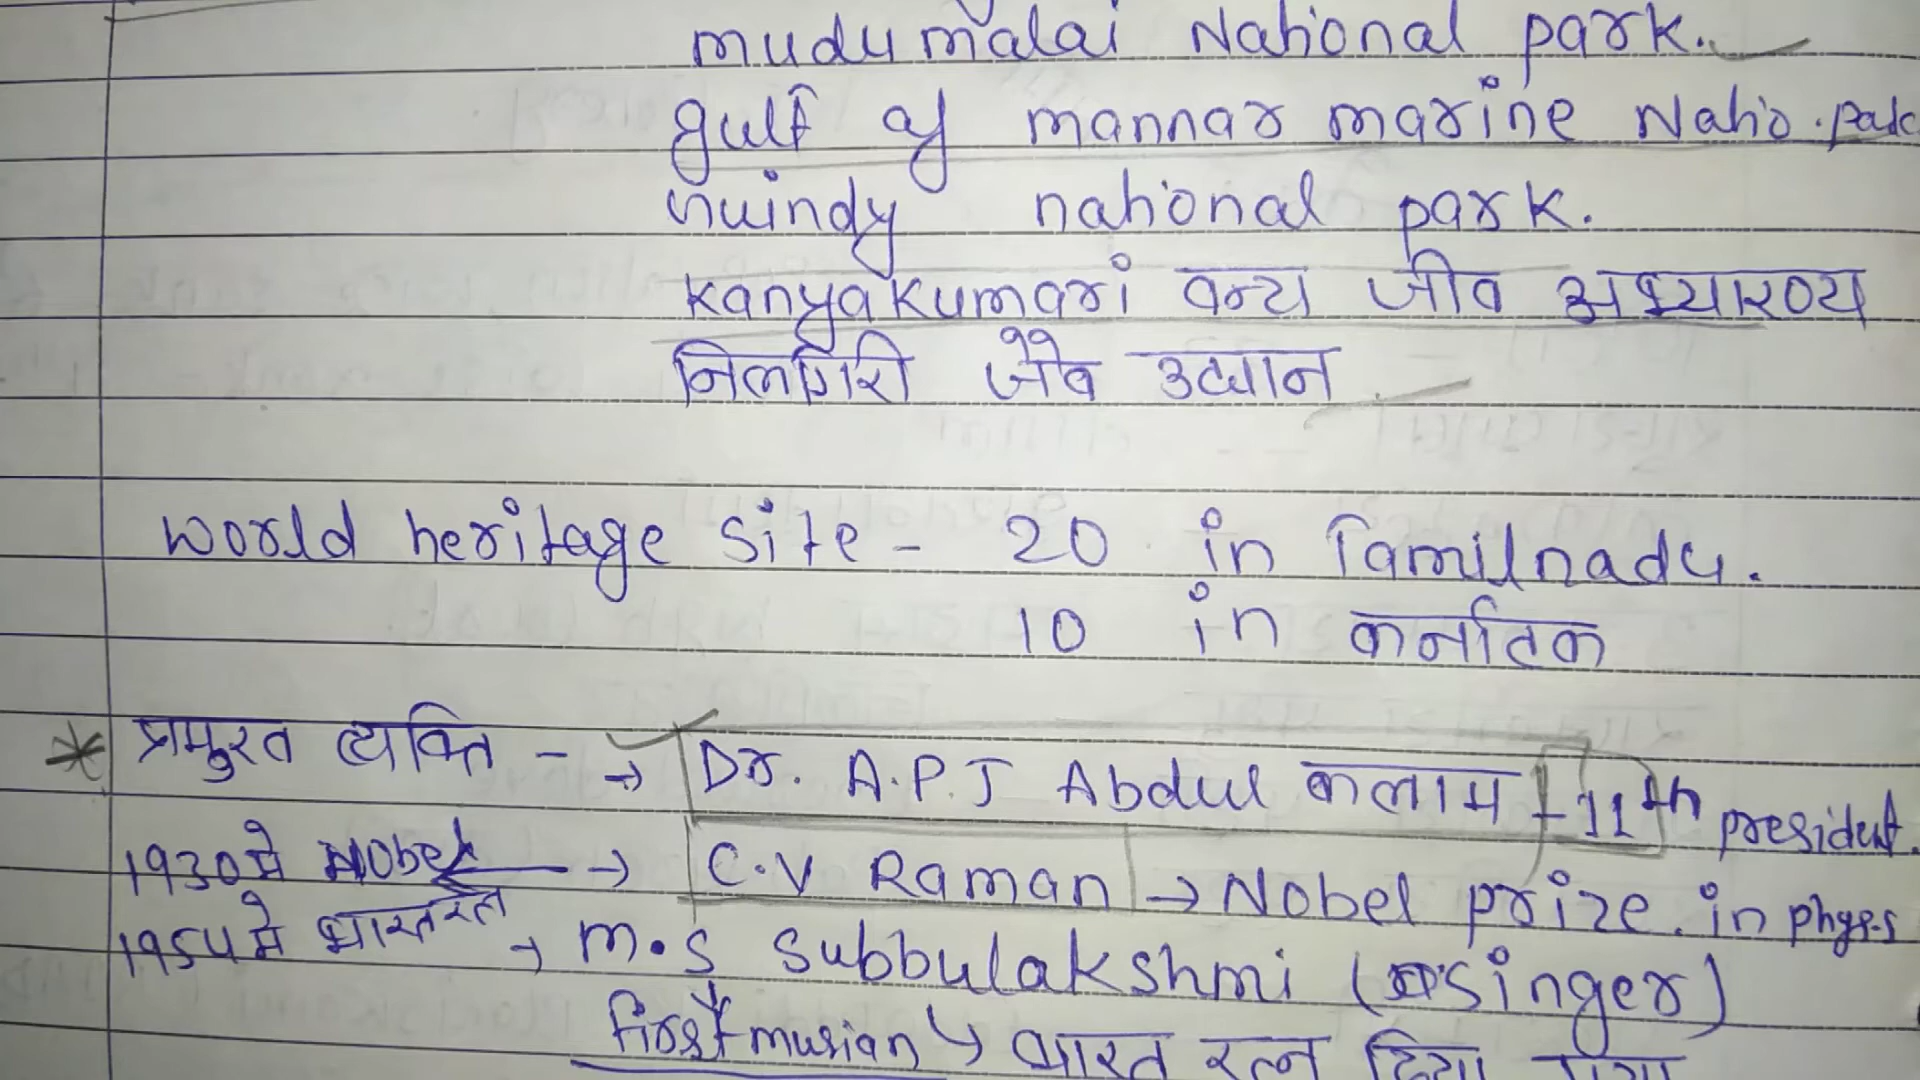 mudumalai National park.
gulf of mannar marine Natio. park
Guindy national park.
Kanyakumari वन्य जीव अभ्यारण्य
निलगिरी जैव उद्यान
world heritage site - 20 in Tamilnadu.
10 in कर्नाटक
* प्रमुख व्यक्ति - → Dr. A.P.J Abdul कलाम - 11th president.
1930 मे Nobel → C.V Raman → Nobel prize. in phys
1954 मे भारतरत्न → M.S Subbulakshmi (singer)
first musian → भारत रत्न दिया गया